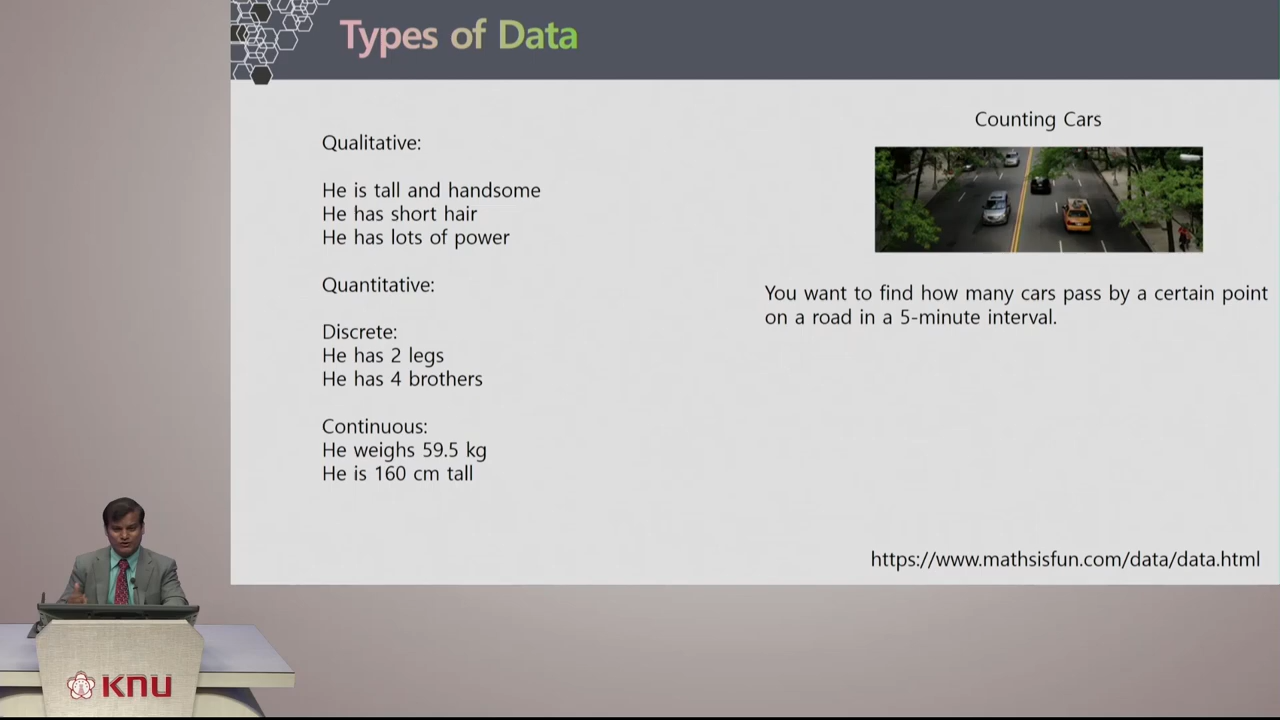 Types of Data
Qualitative:
He is tall and handsome
He has short hair
He has lots of power
Quantitative:
Discrete:
He has 2 legs
He has 4 brothers
Continuous:
He weighs 59.5 kg
He is 160 cm tall
Counting Cars
You want to find how many cars pass by a certain point
on a road in a 5-minute interval.
https://www.mathsisfun.com/data/data.html
KNU